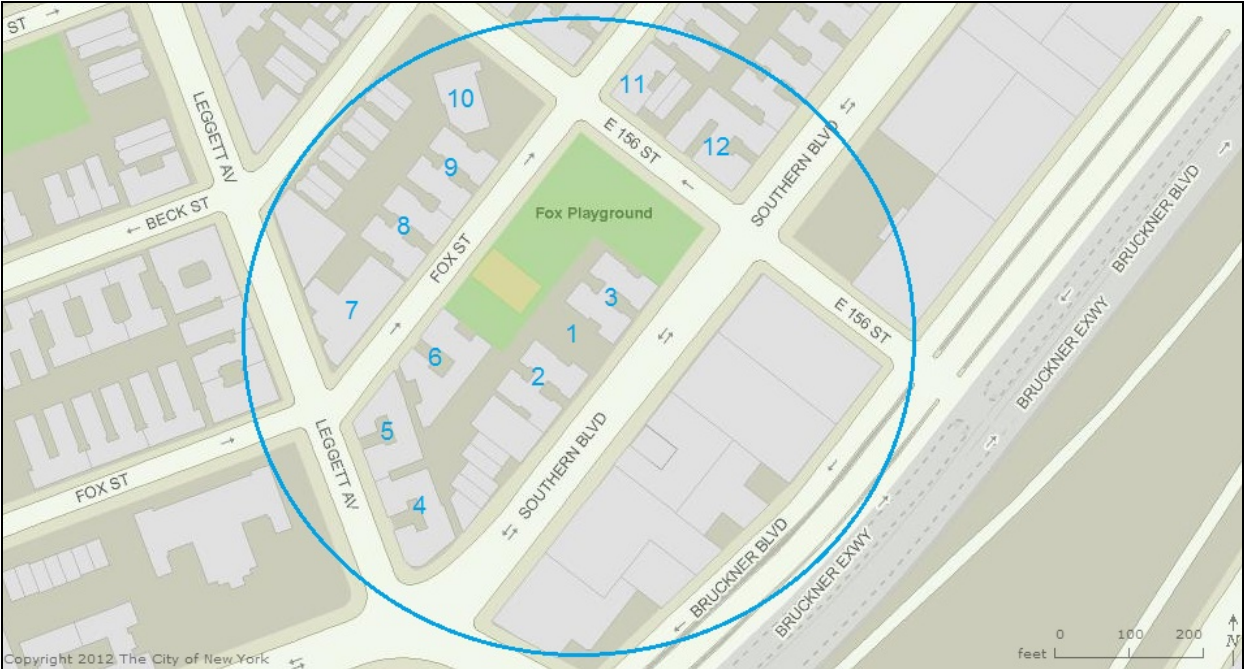 ST
LEGGETT AV
BECK ST
10
11
E 156 ST
12
SOUTHERN BLVD
9
8
Fox Playground
FOX ST
BRUCKNER BLVD
7
3
1
E 156 ST
6
2
BRUCKNER EXWY
5
LEGGETT AV
FOX ST
4
SOUTHERN BLVD
BRUCKNER BLVD
BRUCKNER EXWY
0 100 200
feet
N
Copyright 2012 The City of New York